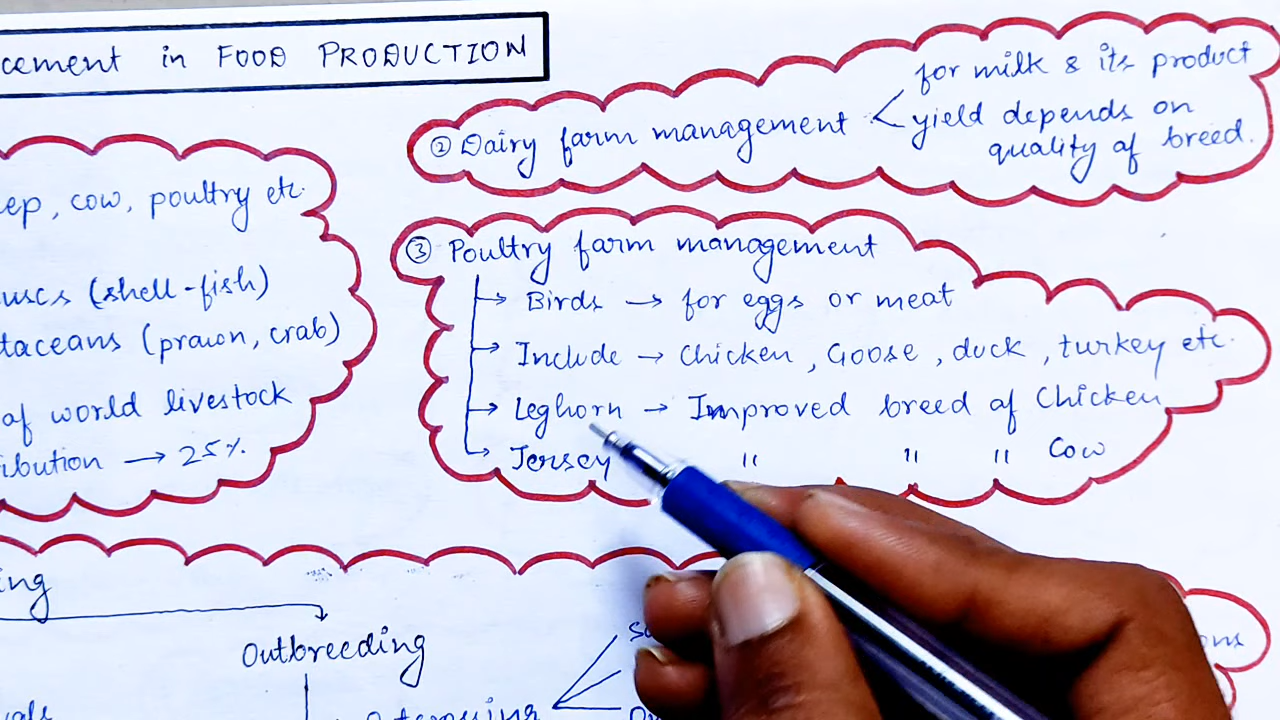 cement in FOOD PRODUCTION
② Dairy farm management < for milk & its product
yield depends on
quality of breed.
ep, cow, poultry etc.
uscs (shell-fish)
taceans (prawn, crab)
of world livestock
ibution → 25%
③ Poultry farm management
→ Birds → for eggs or meat
→ Include → Chicken, Goose, duck, turkey etc.
→ Leghorn → Improved breed of Chicken
→ Jersey " " " Cow
ing
Outbreeding
ons